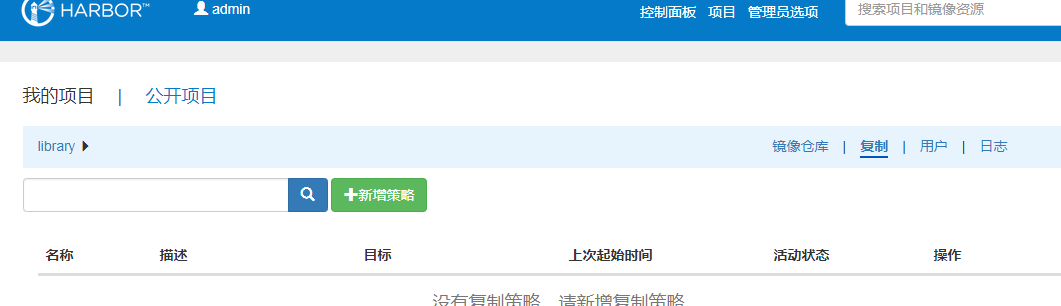 HARBOR™ admin 控制面板 项目 管理员选项 搜索项目和镜像资源
我的项目 | 公开项目
library 镜像仓库 | 复制 | 用户 | 日志
新增策略
名称 描述 目标 上次起始时间 活动状态 操作
没有复制策略，请新增复制策略